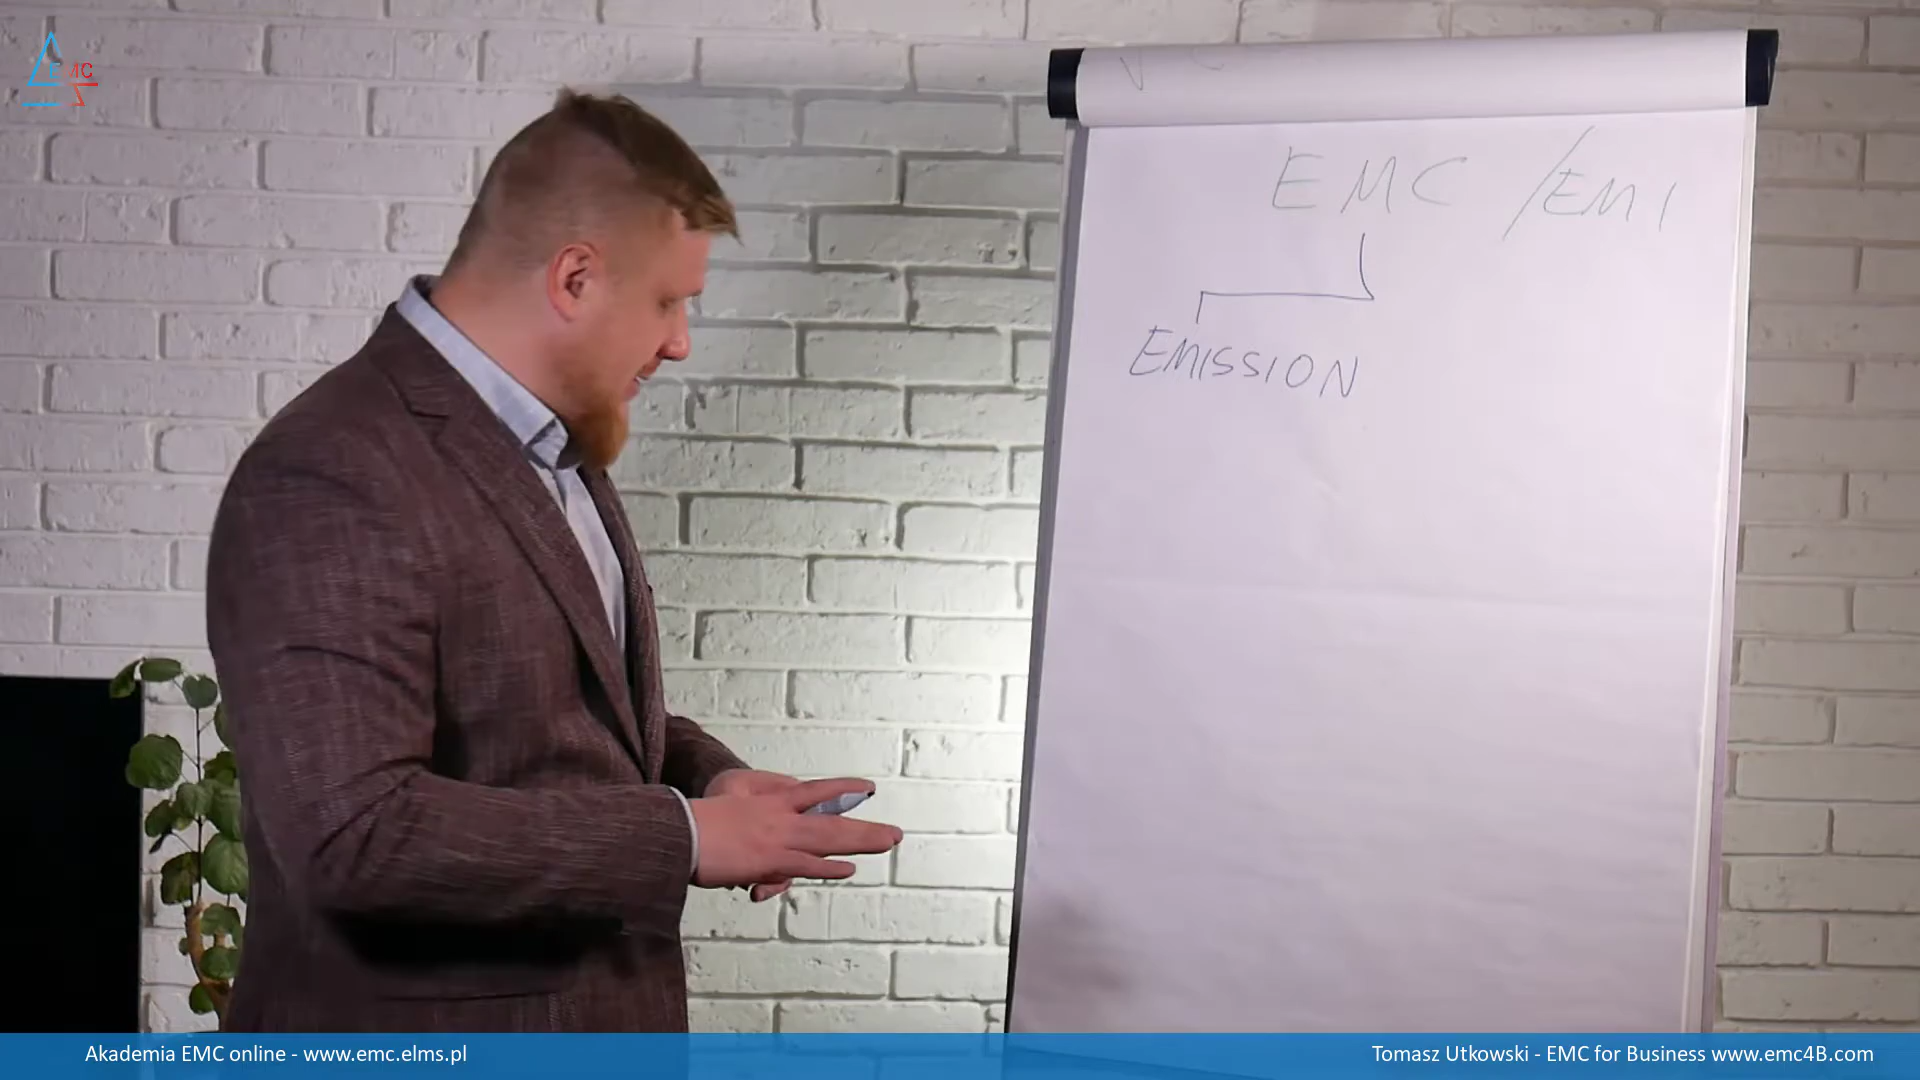 EMC
EMC /EMI
EMISSION
Akademia EMC online - www.emc.elms.pl
Tomasz Utkowski - EMC for Business www.emc4B.com